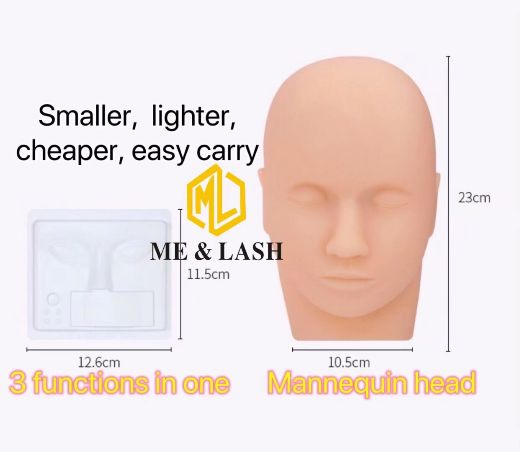 Smaller, lighter,
cheaper, easy carry
ML
ME & LASH
11.5cm
23cm
12.6cm
10.5cm
3 functions in one
Mannequin head